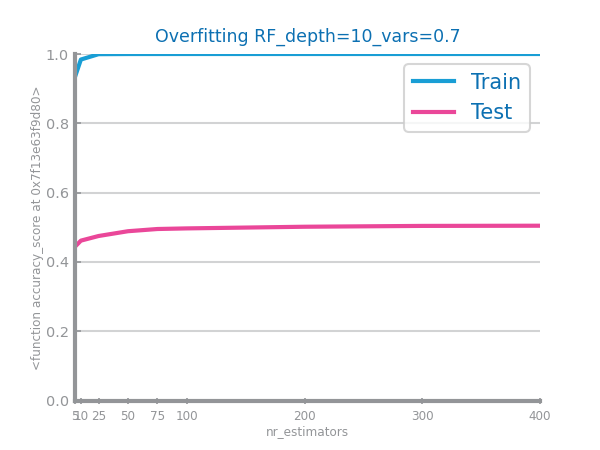 Overfitting RF_depth=10_vars=0.7
<function accuracy_score at 0x7f13e63f9d80>
1.0
0.8
0.6
0.4
0.2
0.0
Train
Test
5 10 25 50 75 100 200 300 400
nr_estimators